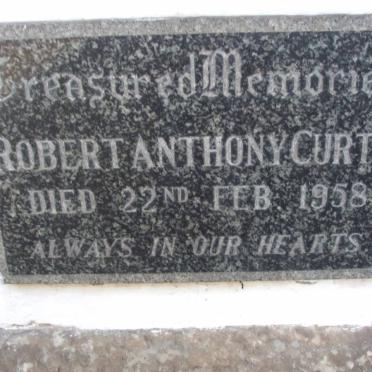 Treasured Memorie
ROBERT ANTHONY CURT
DIED 22ND FEB 1958
ALWAYS IN OUR HEARTS